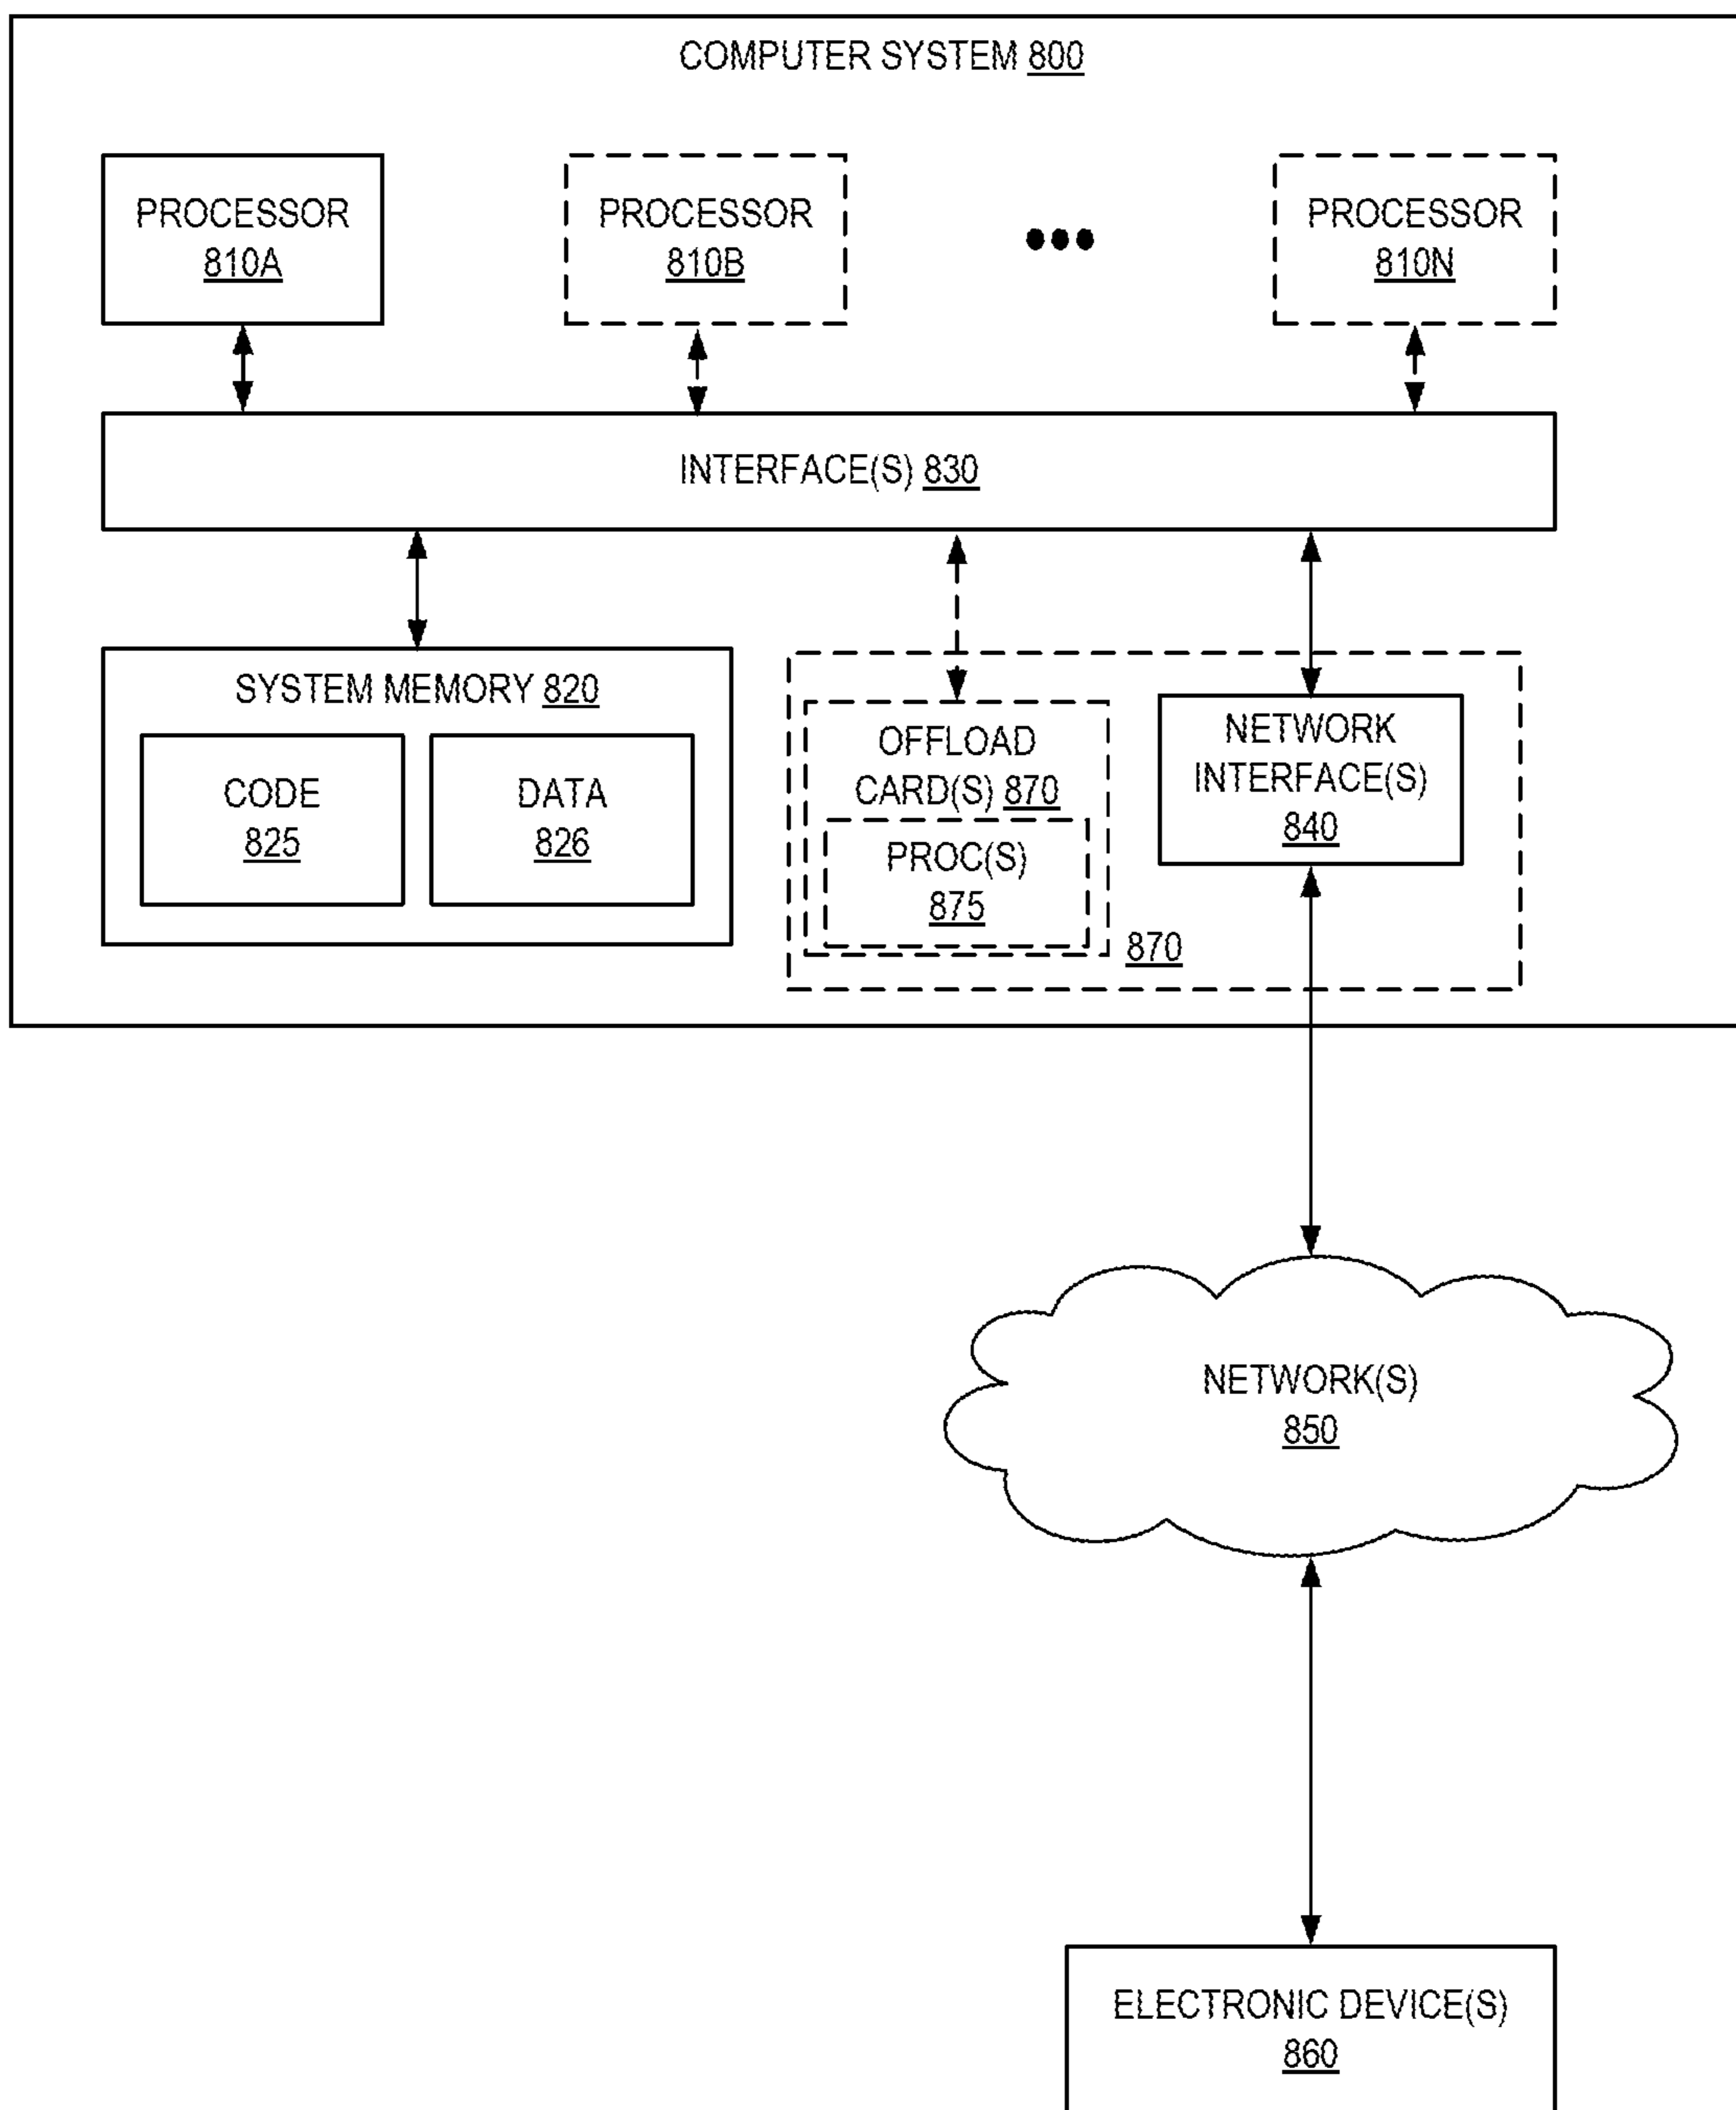 COMPUTER SYSTEM 800
PROCESSOR
810A
PROCESSOR
810B
PROCESSOR
810N
INTERFACE(S) 830
SYSTEM MEMORY 820
CODE
825
DATA
826
OFFLOAD
CARD(S) 870
PROC(S)
875
870
NETWORK
INTERFACE(S)
840
NETWORK(S)
850
ELECTRONIC DEVICE(S)
860